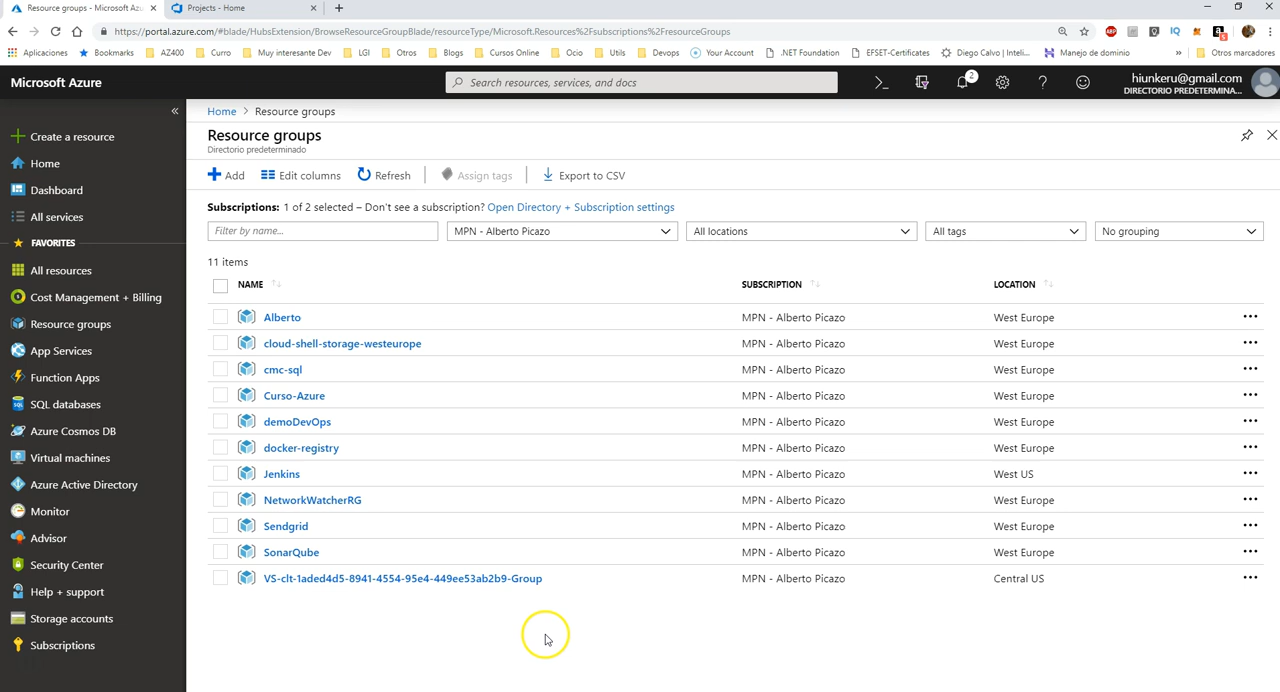 Resource groups - Microsoft Azu
Projects - Home
https://portal.azure.com/#blade/HubsExtension/BrowseResourceGroupBlade/resourceType/Microsoft.Resources%2Fsubscriptions%2FresourceGroups
Aplicaciones Bookmarks AZ400 Curro Muy interesante Dev LGI Otros Blogs Cursos Online Ocio Utils Devops Your Account .NET Foundation EFSET-Certificates Diego Calvo | Inteli... Manejo de dominio » Otros marcadores
Microsoft Azure
Search resources, services, and docs
2
hiunkeru@gmail.com
DIRECTORIO PREDETERMINA...
«
Create a resource
Home
Dashboard
All services
FAVORITES
All resources
Cost Management + Billing
Resource groups
App Services
Function Apps
SQL databases
Azure Cosmos DB
Virtual machines
Azure Active Directory
Monitor
Advisor
Security Center
Help + support
Storage accounts
Subscriptions
Home > Resource groups
Resource groups
Directorio predeterminado
Add Edit columns Refresh Assign tags Export to CSV
Subscriptions: 1 of 2 selected – Don't see a subscription? Open Directory + Subscription settings
Filter by name... MPN - Alberto Picazo All locations All tags No grouping
11 items
NAME SUBSCRIPTION LOCATION
Alberto MPN - Alberto Picazo West Europe
cloud-shell-storage-westeurope MPN - Alberto Picazo West Europe
cmc-sql MPN - Alberto Picazo West Europe
Curso-Azure MPN - Alberto Picazo West Europe
demoDevOps MPN - Alberto Picazo West Europe
docker-registry MPN - Alberto Picazo West Europe
Jenkins MPN - Alberto Picazo West US
NetworkWatcherRG MPN - Alberto Picazo West Europe
Sendgrid MPN - Alberto Picazo West Europe
SonarQube MPN - Alberto Picazo West Europe
VS-clt-1aded4d5-8941-4554-95e4-449ee53ab2b9-Group MPN - Alberto Picazo Central US